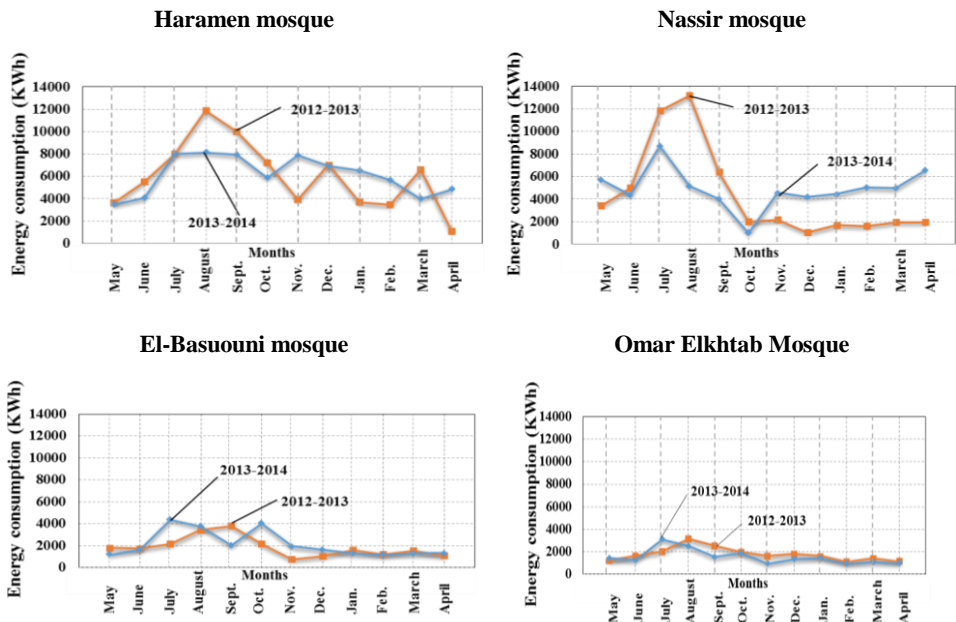 Haramen mosque
Energy consumption (KWh)
14000
12000
10000
8000
6000
4000
2000
0
2012-2013
2013-2014
Months
May
June
July
August
Sept.
Oct.
Nov.
Dec.
Jan.
Feb.
March
April
Nassir mosque
Energy consumption (KWh)
14000
12000
10000
8000
6000
4000
2000
0
2012-2013
2013-2014
Months
May
June
July
August
Sept.
Oct.
Nov.
Dec.
Jan.
Feb.
March
April
El-Basuouni mosque
Energy consumption (KWh)
14000
12000
10000
8000
6000
4000
2000
0
2013-2014
2012-2013
Months
May
June
July
August
Sept.
Oct.
Nov.
Dec.
Jan.
Feb.
March
April
Omar Elkhtab Mosque
Energy consumption (KWh)
14000
12000
10000
8000
6000
4000
2000
0
2013-2014
2012-2013
Months
May
June
July
August
Sept.
Oct.
Nov.
Dec.
Jan.
Feb.
March
April